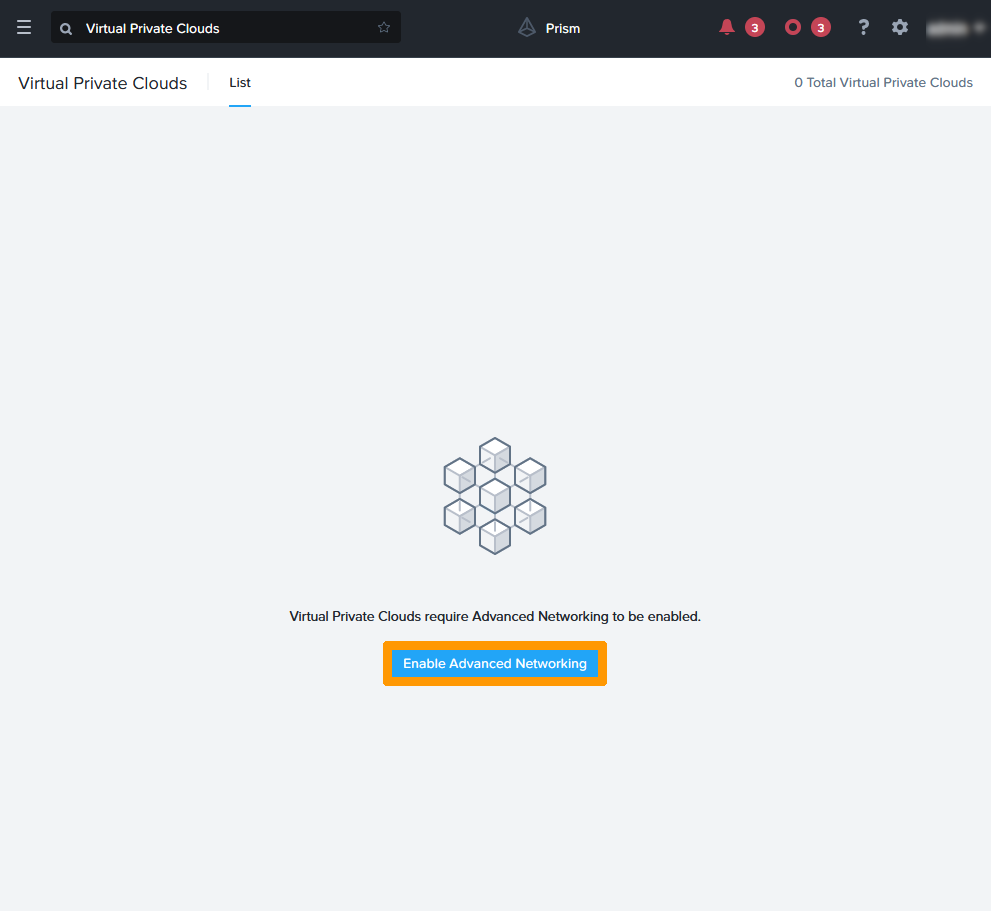 Virtual Private Clouds
Prism
3
3
?
Virtual Private Clouds
List
0 Total Virtual Private Clouds
Virtual Private Clouds require Advanced Networking to be enabled.
Enable Advanced Networking